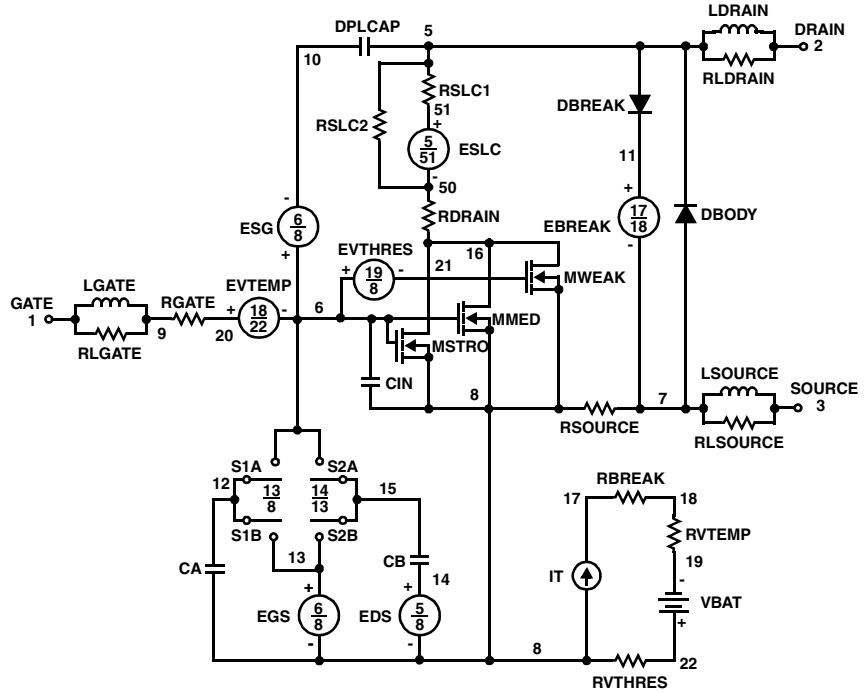 LDRAIN
DPLCAP 5 DRAIN
10 2
RLDRAIN
RSLC1
DBREAK
51
RSLC2
+
5
51
ESLC
11
-
50
- +
17
18
ESG
6
8
RDRAIN
EBREAK
DBODY
+
EVTHRES
16
-
+
19
8
-
21
MWEAK
LGATE EVTEMP
GATE RGATE + 18
22
- 6
1
MMED
9 20
MSTRO
RLGATE
LSOURCE
CIN 8 7 SOURCE
3
RSOURCE
RLSOURCE
S1A S2A
12 13
8
14
13
15
RBREAK
17 18
S1B S2B
RVTEMP
13
CB 19
CA
14
IT
-
+ +
VBAT
EGS 6
8
EDS 5
8
+
- -
8
22
RVTHRES